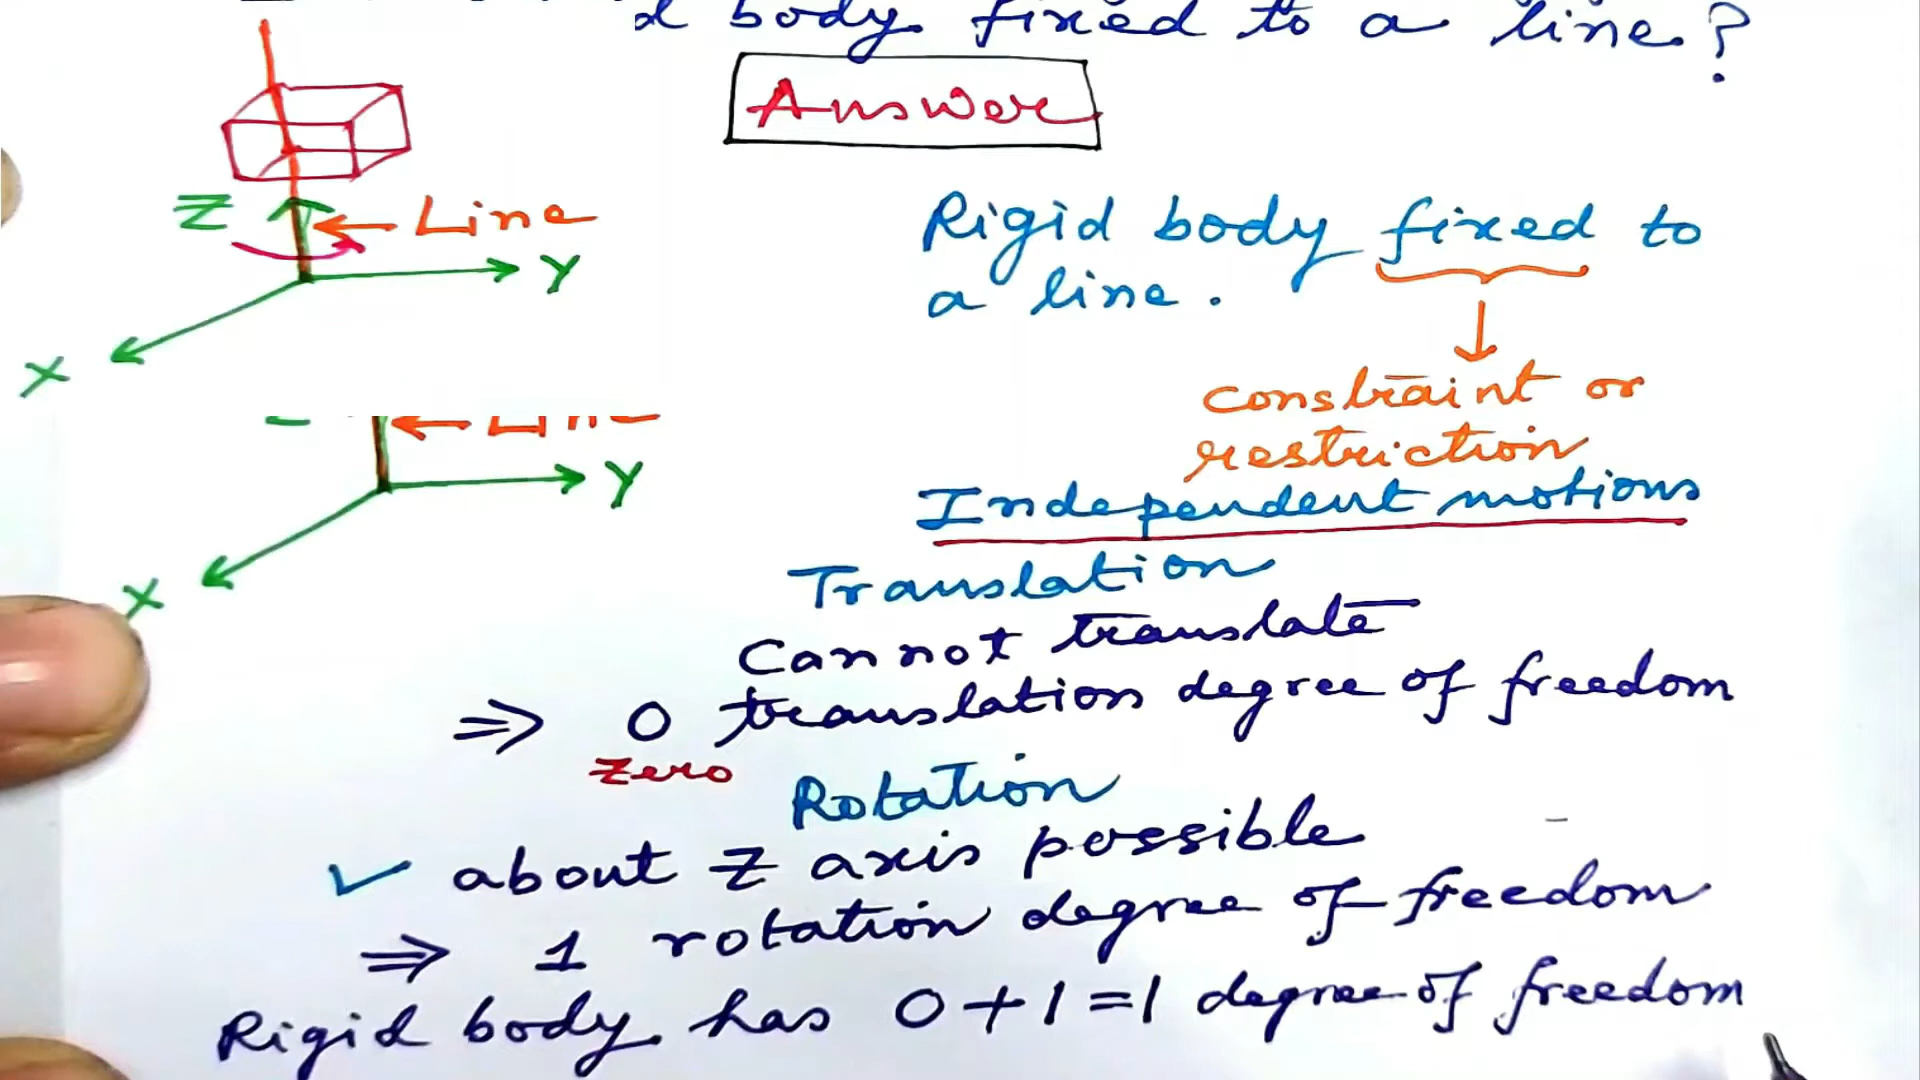 body fixed to a line?
Answer
Z
Line
Y
X
Rigid body fixed to
a line.
constraint or
restriction
Y
X
Independent motions
Translation
Cannot translate
⇒ 0 translation degree of freedom
Zero
Rotation
✓ about Z axis possible
⇒ 1 rotation degree of freedom
Rigid body has 0+1=1 degree of freedom